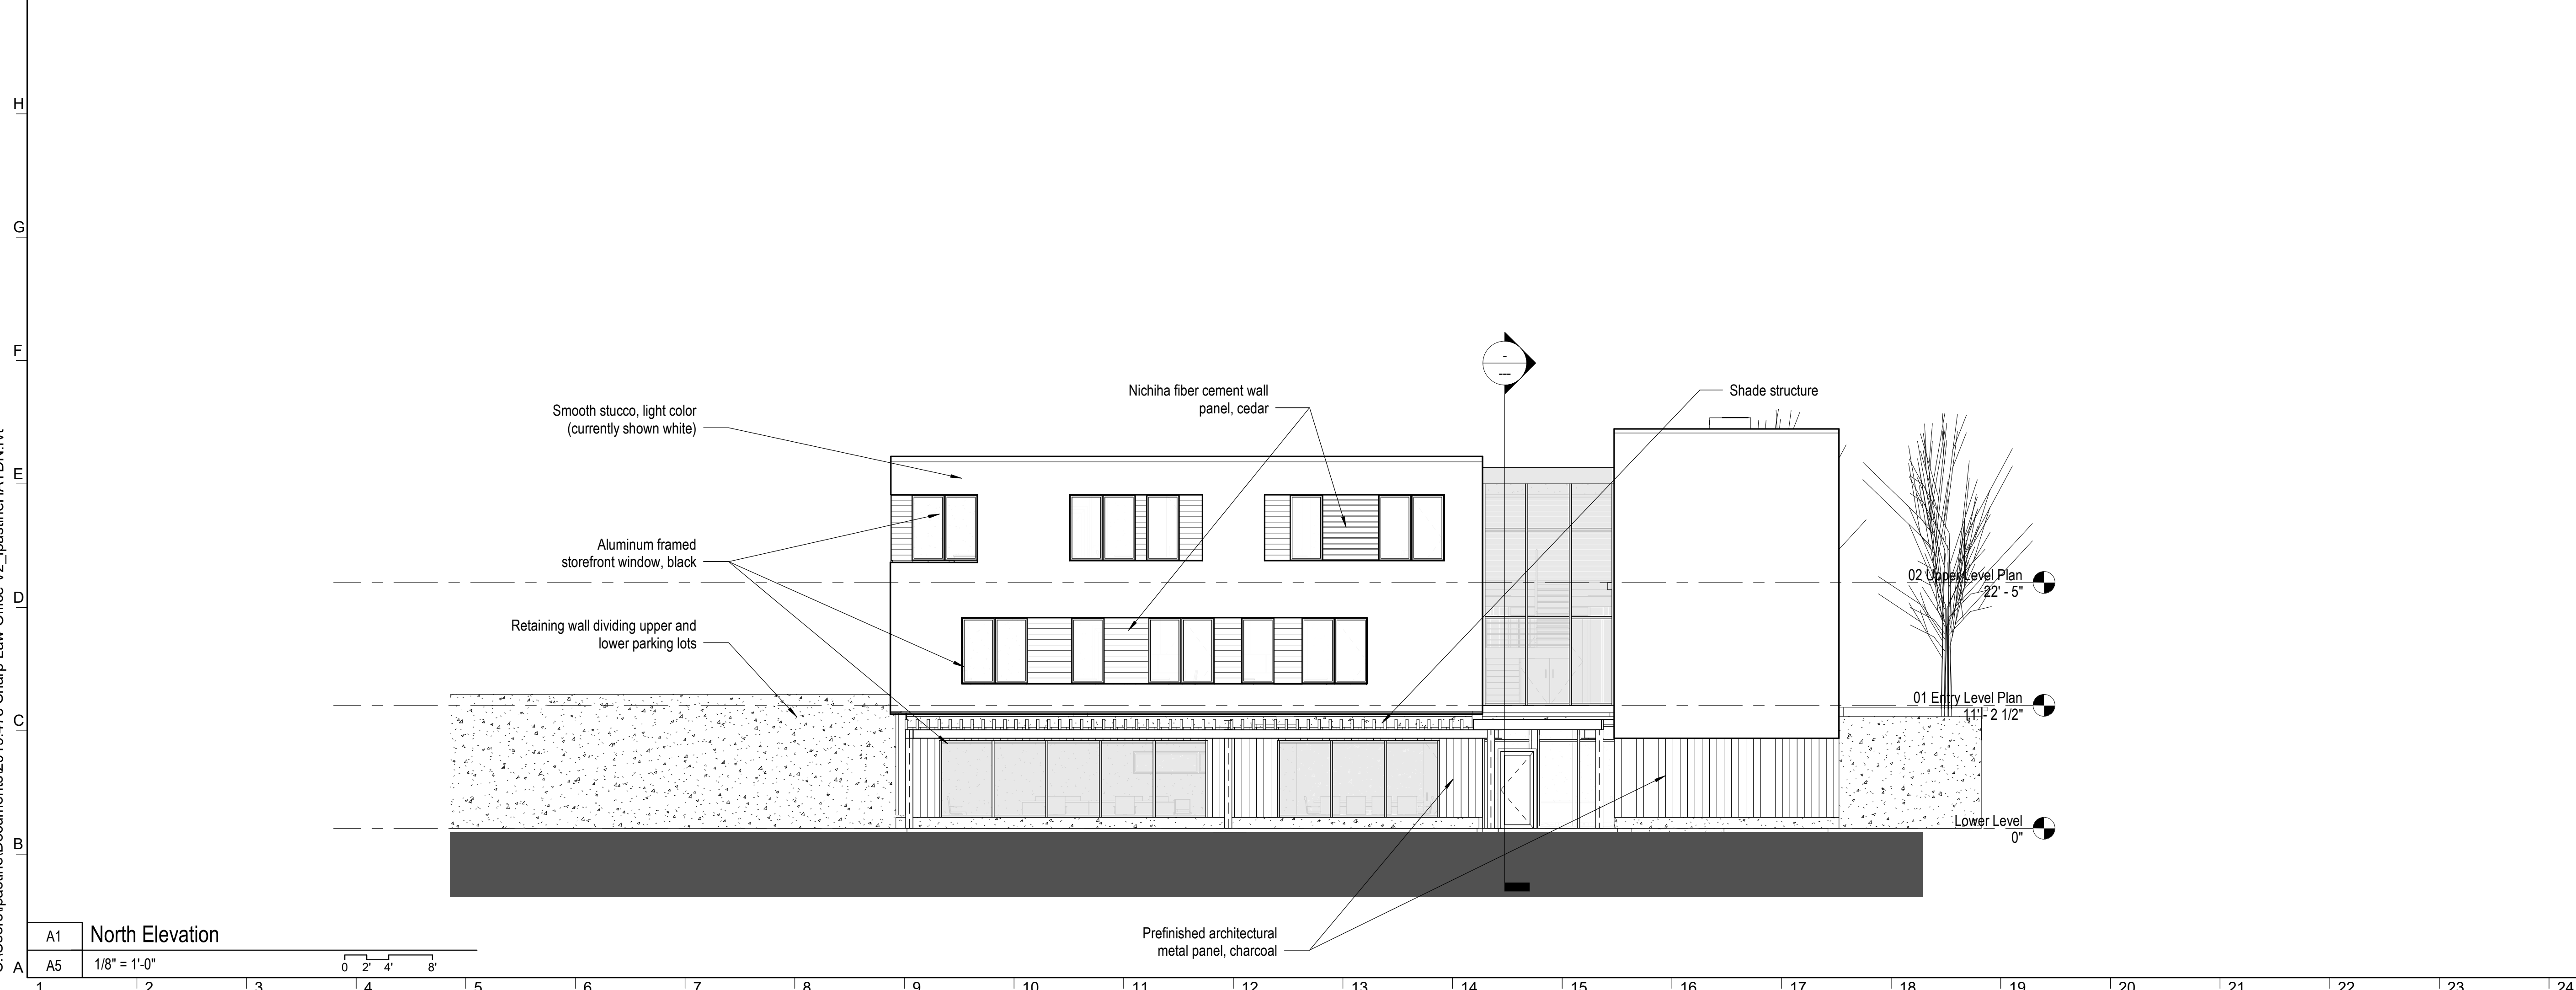 H
G
F
E
D
C
B
A
Smooth stucco, light color
(currently shown white)
Aluminum framed
storefront window, black
Retaining wall dividing upper and
lower parking lots
Nichiha fiber cement wall
panel, cedar
-
---
Shade structure
02 Upper Level Plan
22' - 5"
01 Entry Level Plan
11' - 2 1/2"
Lower Level
0"
Prefinished architectural
metal panel, charcoal
A1
North Elevation
A5
1/8" = 1'-0"
0 2' 4' 8'
1 2 3 4 5 6 7 8 9 10 11 12 13 14 15 16 17 18 19 20 21 22 23 24